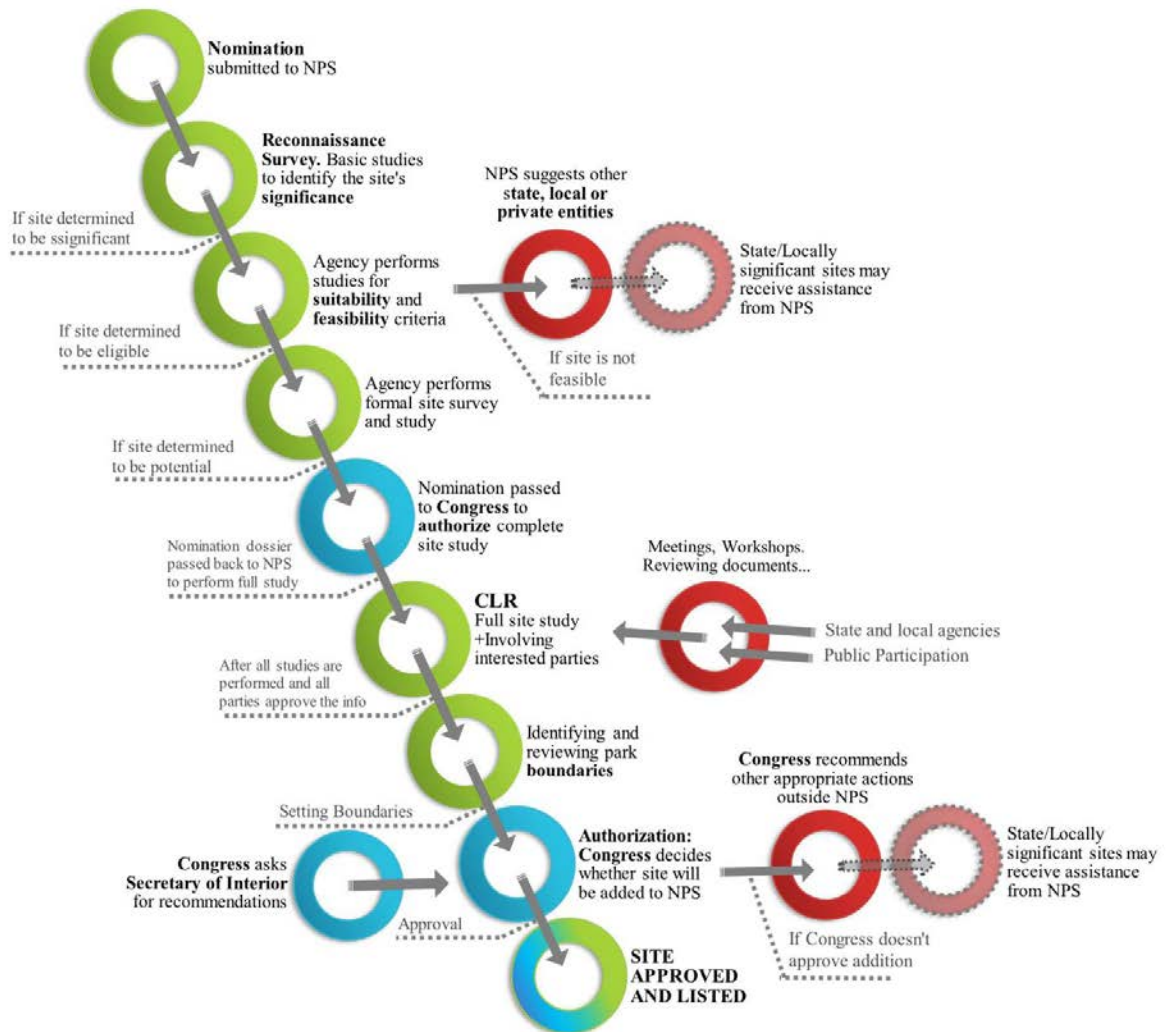 Nomination
submitted to NPS
Reconnaissance
Survey. Basic studies
to identify the site's
significance
If site determined
to be ssignificant
Agency performs
studies for
suitability and
feasibility criteria
NPS suggests other
state, local or
private entities
State/Locally
significant sites may
receive assistance
from NPS
If site is not
feasible
If site determined
to be eligible
Agency performs
formal site survey
and study
If site determined
to be potential
Nomination passed
to Congress to
authorize complete
site study
Nomination dossier
passed back to NPS
to perform full study
CLR
Full site study
+Involving
interested parties
Meetings, Workshops.
Reviewing documents...
State and local agencies
Public Participation
After all studies are
performed and all
parties approve the info
Identifying and
reviewing park
boundaries
Setting Boundaries
Congress asks
Secretary of Interior
for recommendations
Authorization:
Congress decides
whether site will
be added to NPS
Congress recommends
other appropriate actions
outside NPS
State/Locally
significant sites may
receive assistance
from NPS
If Congress doesn't
approve addition
Approval
SITE
APPROVED
AND LISTED